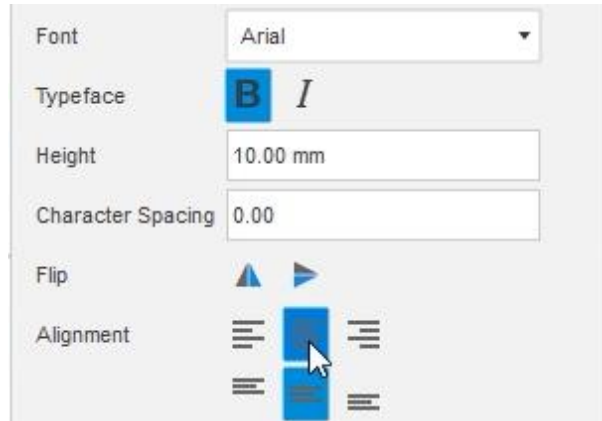 Font Arial
Typeface B I
Height 10.00 mm
Character Spacing 0.00
Flip
Alignment